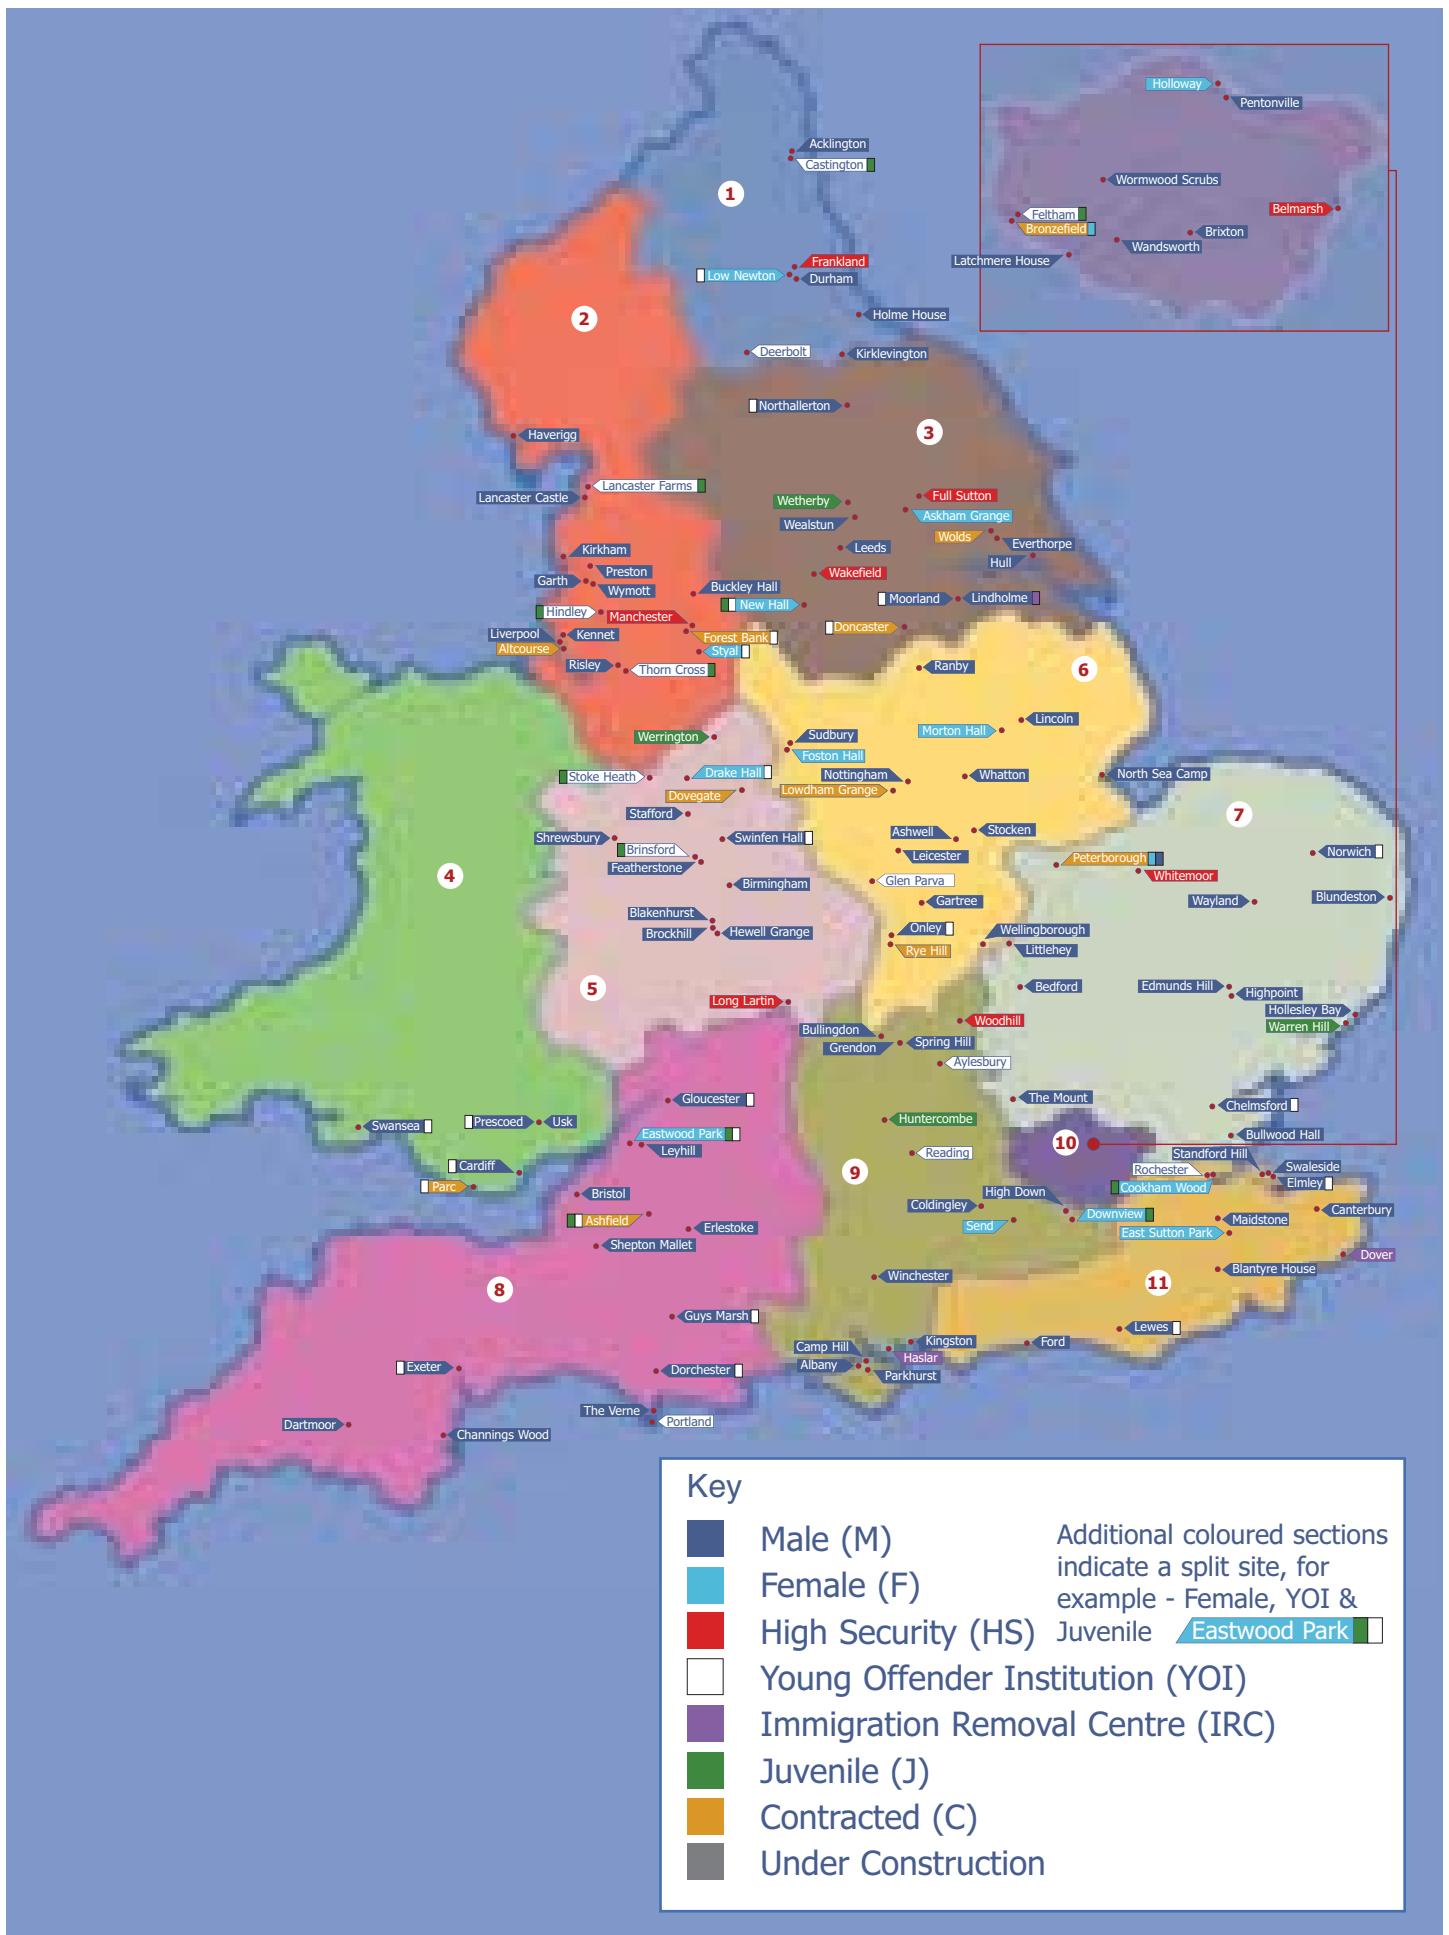 Holloway
Pentonville
Acklington
Castington
1
Wormwood Scrubs
Belmarsh
Feltham
Bronzefield
Brixton
Wandsworth
Latchmere House
Frankland
Low Newton
Durham
Holme House
2
Deerbolt
Kirklevington
Northallerton
3
Haverigg
Lancaster Farms
Lancaster Castle
Wetherby
Full Sutton
Askham Grange
Wealstun
Wolds
Everthorpe
Leeds
Hull
Kirkham
Preston
Wakefield
Garth
Wymott
Buckley Hall
Moorland
Lindholme
New Hall
Hindley
Manchester
Doncaster
Liverpool
Kennet
Forest Bank
Altcourse
Styal
Risley
Thorn Cross
Ranby
6
Lincoln
Morton Hall
Werrington
Sudbury
Foston Hall
Stoke Heath
Drake Hall
Nottingham
Whatton
North Sea Camp
Dovegate
Lowdham Grange
Stafford
7
Shrewsbury
Swinfen Hall
Ashwell
Stocken
Brinsford
Leicester
Peterborough
Norwich
Featherstone
Whitemoor
4
Birmingham
Glen Parva
Gartree
Wayland
Blundeston
Blakenhurst
Brockhill
Hewell Grange
Onley
Wellingborough
Rye Hill
Littlehey
5
Bedford
Edmunds Hill
Highpoint
Long Lartin
Hollesley Bay
Woodhill
Warren Hill
Bullingdon
Grendon
Spring Hill
Aylesbury
Gloucester
The Mount
Chelmsford
Swansea
Prescoed
Usk
Huntercombe
Eastwood Park
Leyhill
Bullwood Hall
10
Reading
Standford Hill
Cardiff
9
Rochester
Swaleside
Parc
Cookham Wood
Elmley
Bristol
High Down
Coldingley
Canterbury
Ashfield
Erlestoke
Send
Downview
Maidstone
East Sutton Park
Shepton Mallet
Dover
Blantyre House
8
Winchester
11
Guys Marsh
Lewes
Kingston
Ford
Camp Hill
Haslar
Exeter
Dorchester
Albany
Parkhurst
The Verne
Portland
Dartmoor
Channings Wood
Key
Male (M)
Female (F)
High Security (HS)
Young Offender Institution (YOI)
Immigration Removal Centre (IRC)
Juvenile (J)
Contracted (C)
Under Construction
Additional coloured sections
indicate a split site, for
example - Female, YOI &
Juvenile Eastwood Park